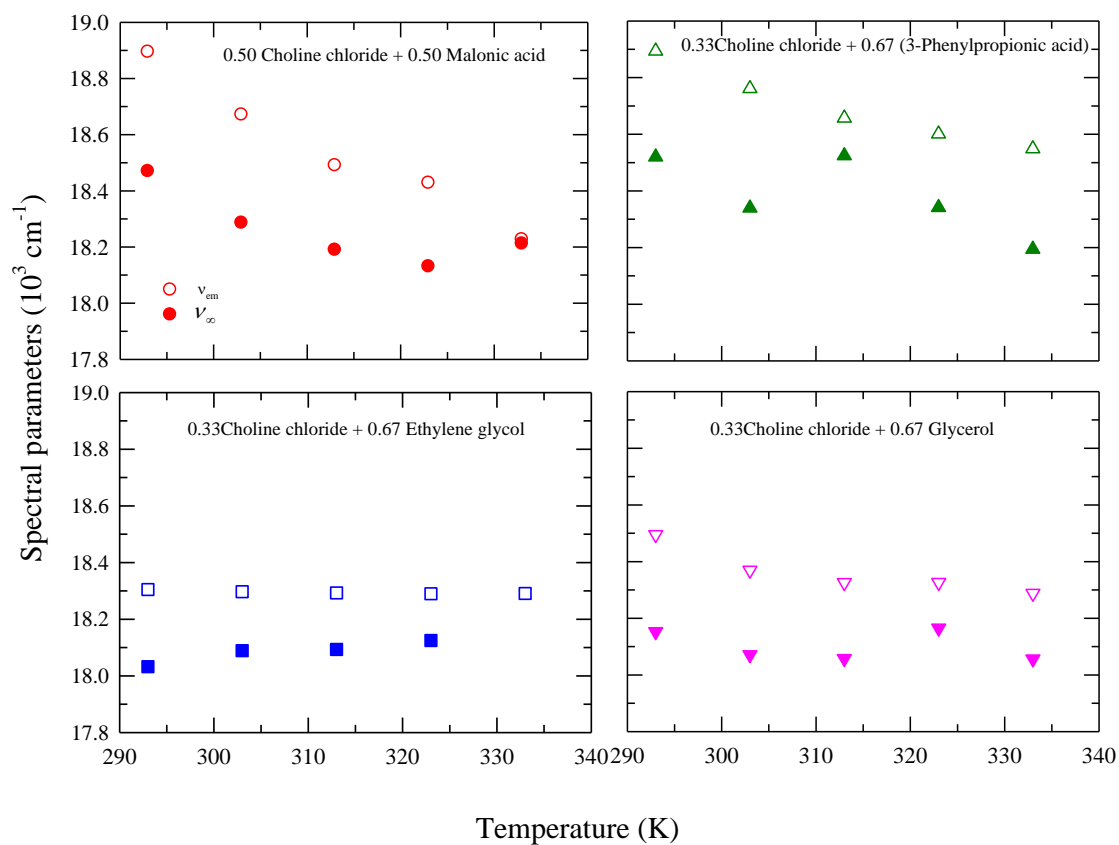 19.0
18.8
18.6
18.4
18.2
18.0
17.8
0.50 Choline chloride + 0.50 Malonic acid
ν_em
ν_∞
0.33Choline chloride + 0.67 (3-Phenylpropionic acid)
Spectral parameters (10³ cm⁻¹)
19.0
18.8
18.6
18.4
18.2
18.0
17.8
0.33Choline chloride + 0.67 Ethylene glycol
290 300 310 320 330 340
0.33Choline chloride + 0.67 Glycerol
290 300 310 320 330 340
Temperature (K)